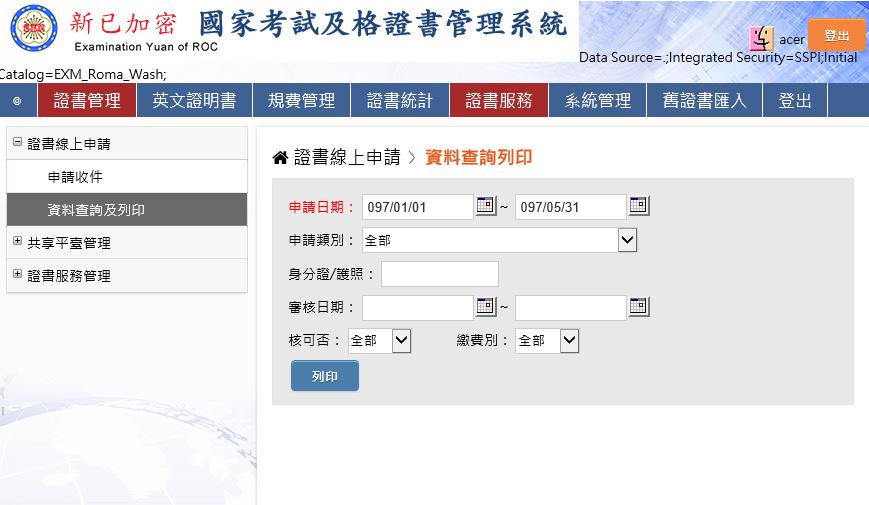 新已加密 國家考試及格證書管理系統
Examination Yuan of ROC
acer 登出
Data Source=.;Integrated Security=SSPI;Initial
Catalog=EXM_Roma_Wash;
證書管理 英文證明書 規費管理 證書統計 證書服務 系統管理 舊證書匯入 登出
證書線上申請
申請收件
資料查詢及列印
共享平臺管理
證書服務管理
證書線上申請 > 資料查詢列印
申請日期： 097/01/01 ~ 097/05/31
申請類別： 全部
身分證/護照：
審核日期： ~
核可否： 全部 繳費別： 全部
列印